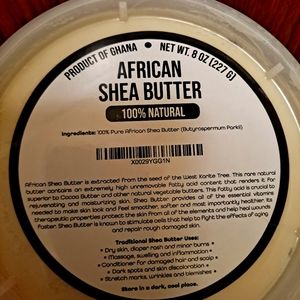 PRODUCT OF GHANA
NET WT. 8 OZ (227 G)
AFRICAN
SHEA BUTTER
100% NATURAL
Ingredients: 100% Pure African Shea Butter (Butyrospermum Parkii)
X0029YGG1N
African Shea Butter is extracted from the seed of the West Karite Tree. This rare natural
butter contains an extremely high unremovable fatty acid content that renders it far
superior to Cocoa Butter and other natural vegetable butters. This fatty acid is crucial to
rejuvenating and moisturizing skin. Shea Butter provides all of the essential vitamins
needed to make skin look and feel smoother, softer and most importantly healthier. Its
therapeutic properties protect the skin from all of the elements and help heal wounds
faster. Shea Butter is known to stimulate cells that help to fight the effects of aging
and repair rough damaged skin.
Traditional Shea Butter Uses:
• Dry skin, diaper rash and minor burns
• Massage, swelling and inflammation
• Conditioner for damaged hair and scalp
• Dark spots and skin discoloration
• Stretch marks, wrinkles and blemishes
Store in a dark, cool place.